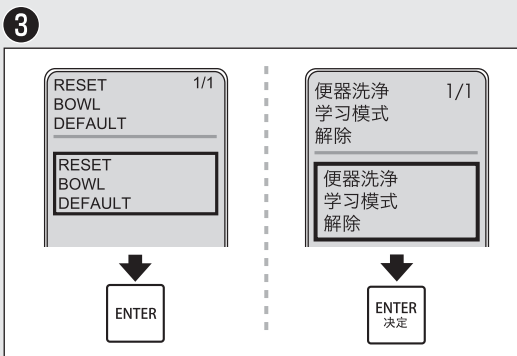 3
RESET 1/1
BOWL
DEFAULT
RESET
BOWL
DEFAULT
ENTER
便器洗浄 1/1
学习模式
解除
便器洗浄
学习模式
解除
ENTER
决定